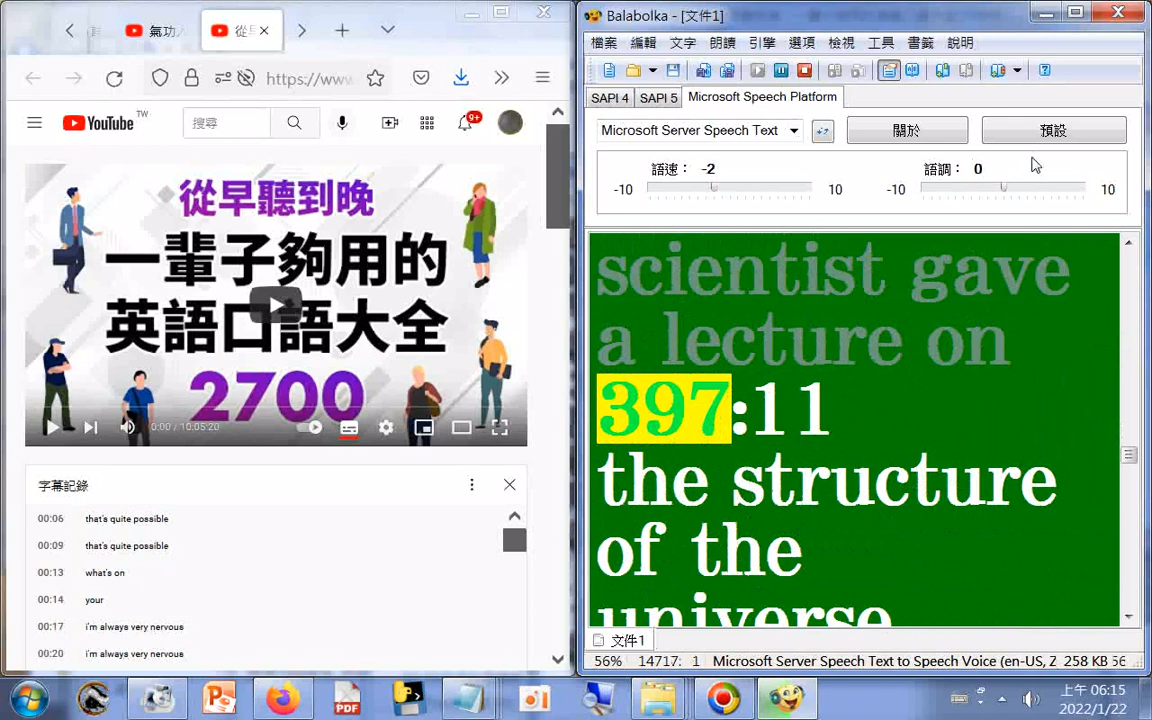 氣功
從
https://www
YouTube TW
搜尋
9+
從早聽到晚
一輩子夠用的
英語口語大全
2700
0:00 / 10:05:20
字幕記錄
00:06 that's quite possible
00:09 that's quite possible
00:13 what's on
00:14 your
00:17 i'm always very nervous
00:20 i'm always very nervous
Balabolka - [文件1]
檔案 編輯 文字 朗讀 引擎 選項 檢視 工具 書籤 說明
SAPI 4 SAPI 5 Microsoft Speech Platform
Microsoft Server Speech Text 關於 預設
語速： -2 語調： 0
-10 10 -10 10
scientist gave
a lecture on
397:11
the structure
of the
universe
文件1
56% 14717: 1 Microsoft Server Speech Text to Speech Voice (en-US, Z 258 KB 56
PDF
上午 06:15
2022/1/22